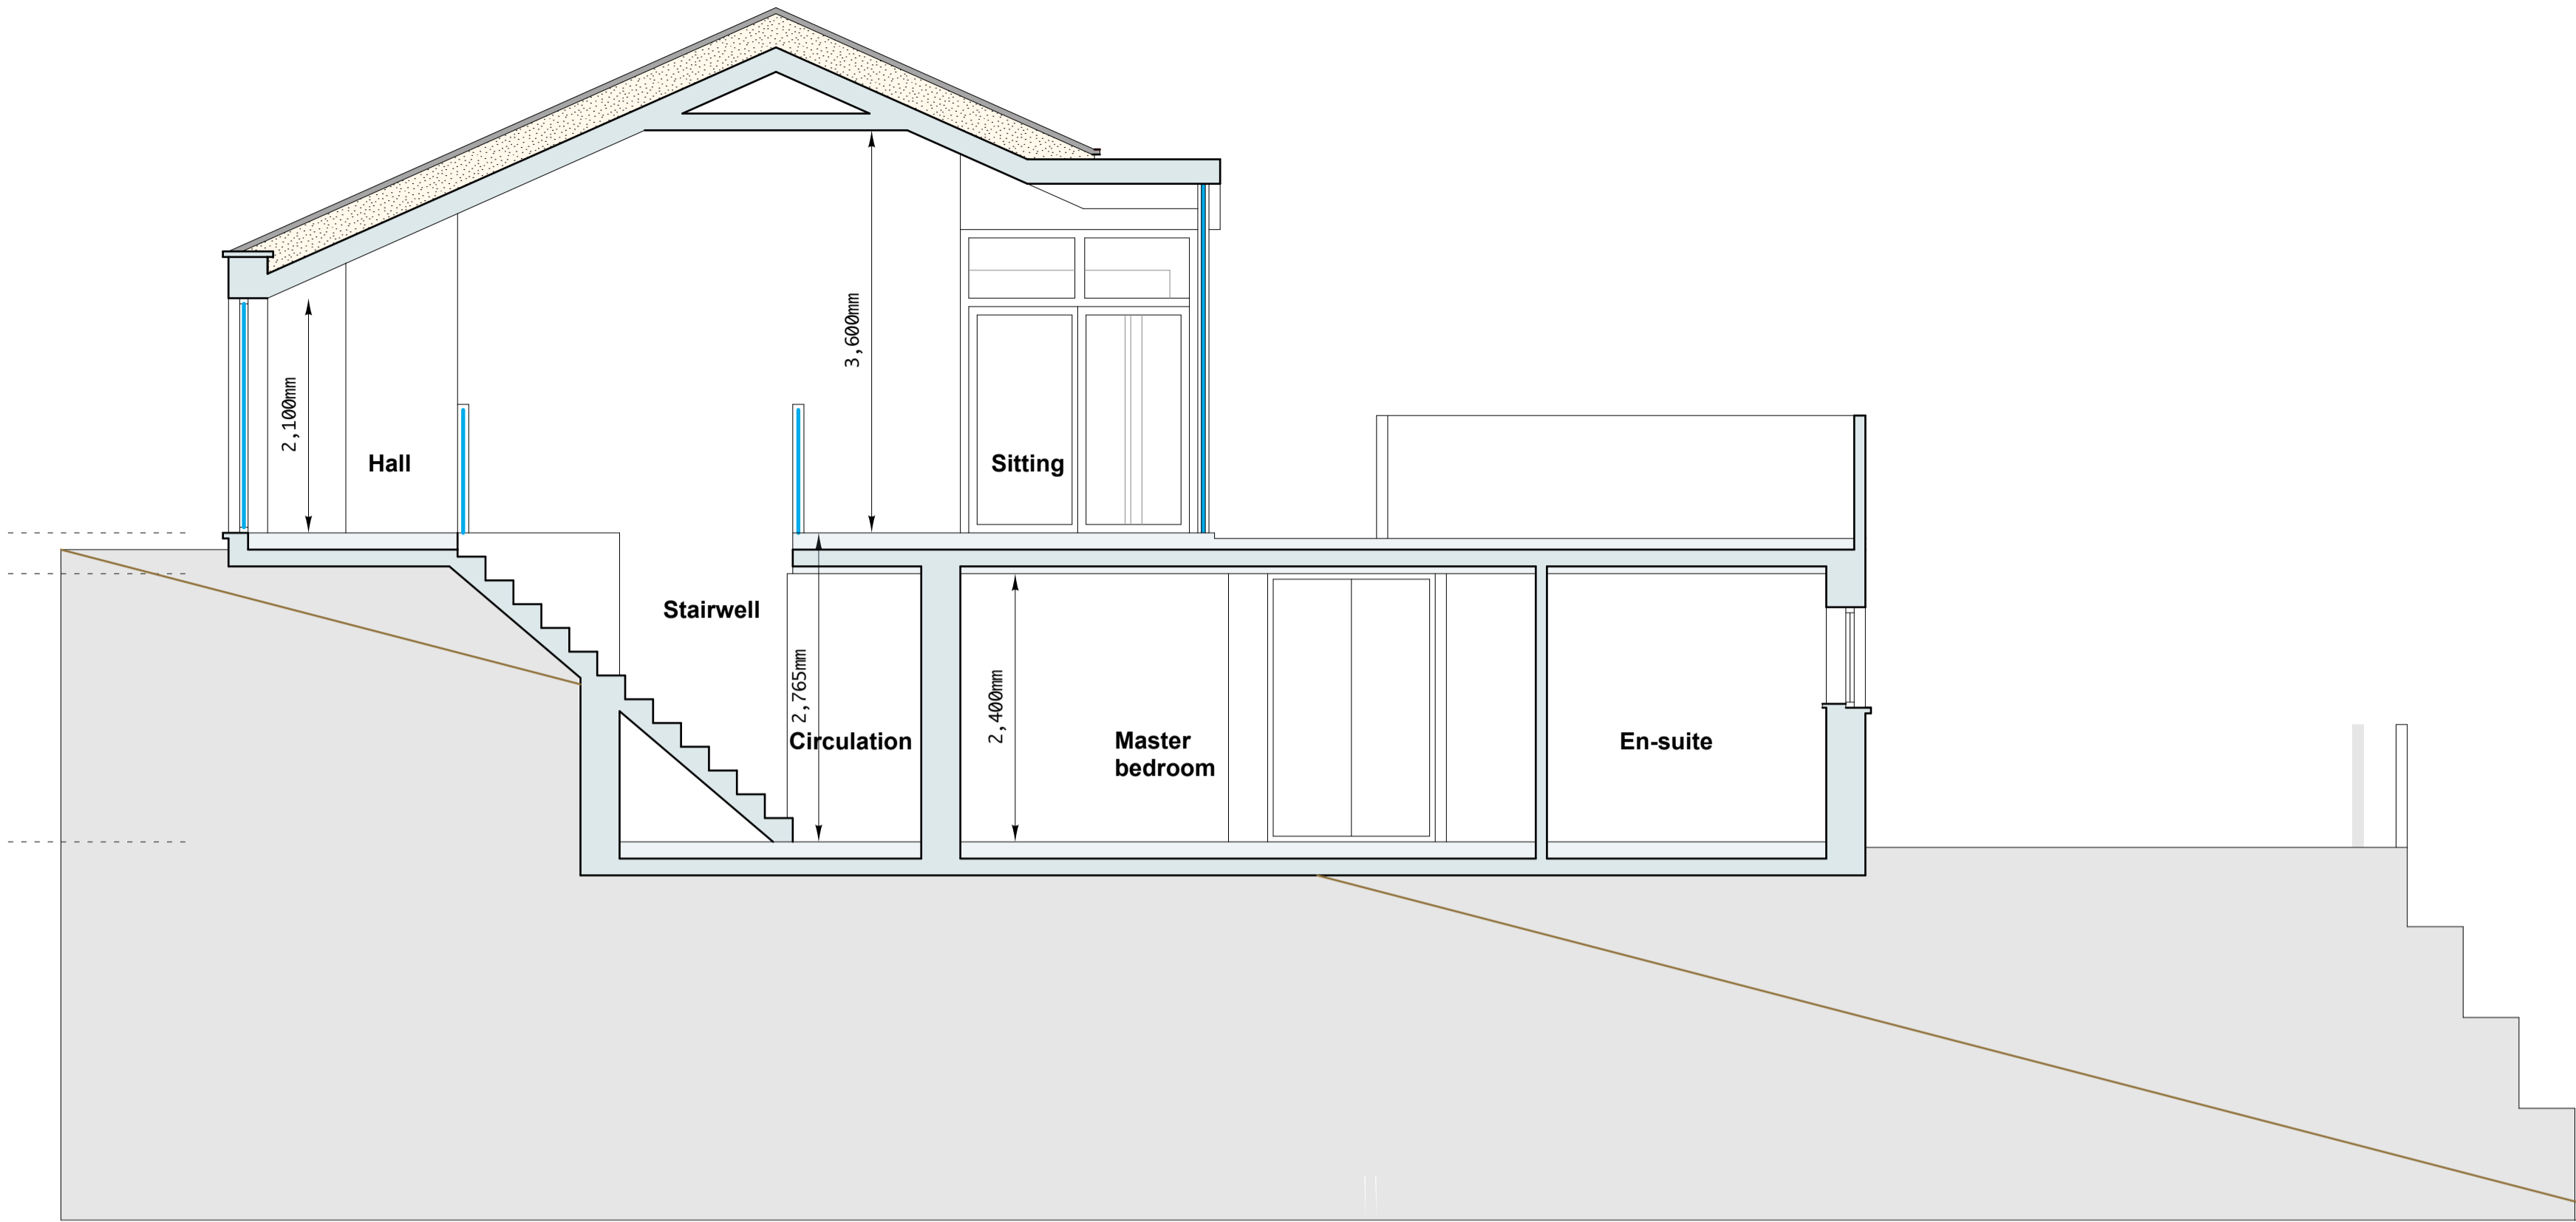 3,600mm
2,100mm
Hall
Sitting
Stairwell
2,765mm
2,400mm
Circulation
Master
bedroom
En-suite